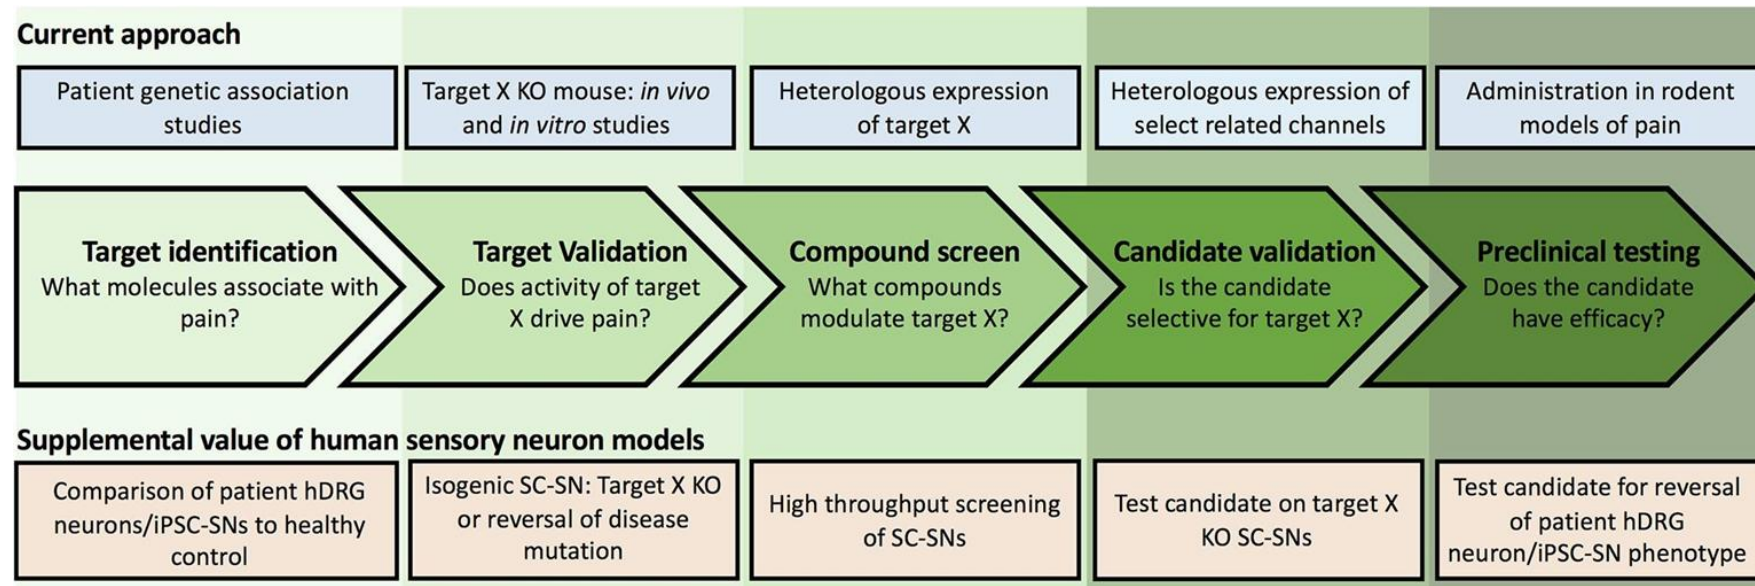 Current approach
Patient genetic association
studies
Target X KO mouse: in vivo
and in vitro studies
Heterologous expression
of target X
Heterologous expression of
select related channels
Administration in rodent
models of pain
Target identification
What molecules associate with
pain?
Target Validation
Does activity of target
X drive pain?
Compound screen
What compounds
modulate target X?
Candidate validation
Is the candidate
selective for target X?
Preclinical testing
Does the candidate
have efficacy?
Supplemental value of human sensory neuron models
Comparison of patient hDRG
neurons/iPSC-SNs to healthy
control
Isogenic SC-SN: Target X KO
or reversal of disease
mutation
High throughput screening
of SC-SNs
Test candidate on target X
KO SC-SNs
Test candidate for reversal
of patient hDRG
neuron/iPSC-SN phenotype